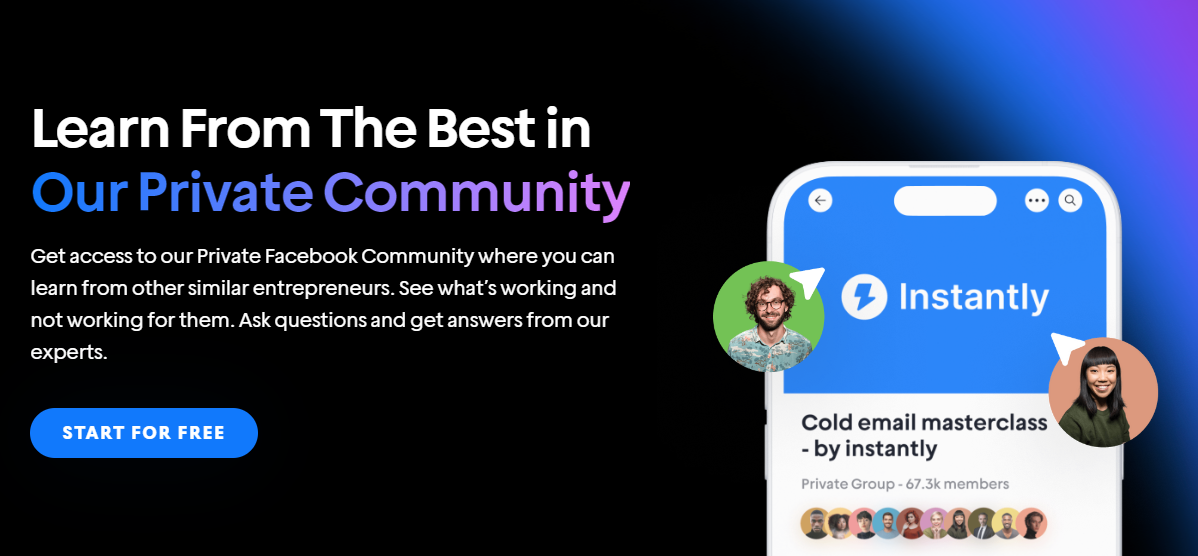 Learn From The Best in
Our Private Community
Get access to our Private Facebook Community where you can
learn from other similar entrepreneurs. See what's working and
not working for them. Ask questions and get answers from our
experts.
START FOR FREE
Instantly
Cold email masterclass
- by instantly
Private Group - 67.3k members